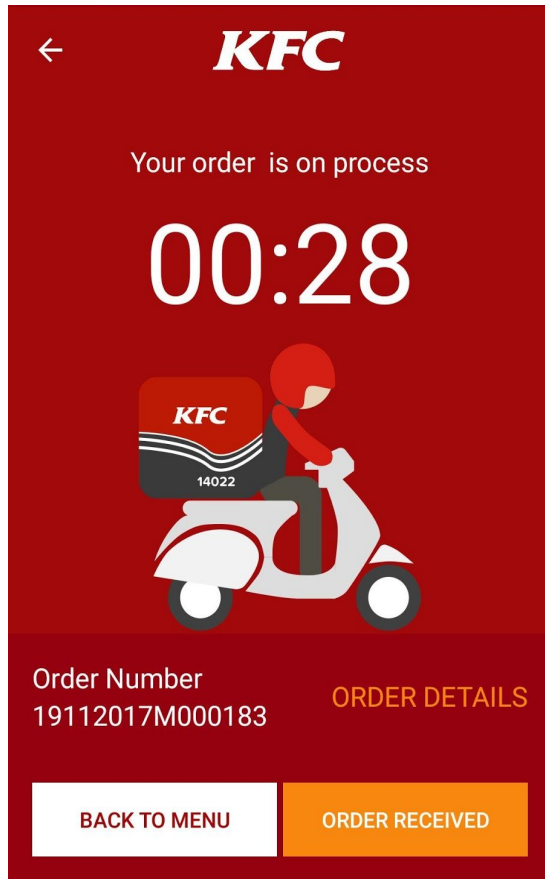 KFC
Your order is on process
00:28
KFC
14022
Order Number
19112017M000183
ORDER DETAILS
BACK TO MENU
ORDER RECEIVED